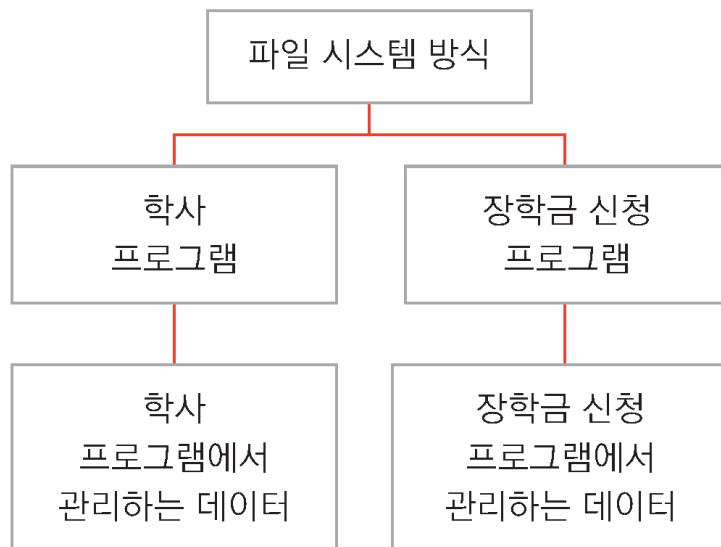 파일 시스템 방식
학사
프로그램
장학금 신청
프로그램
학사
프로그램에서
관리하는 데이터
장학금 신청
프로그램에서
관리하는 데이터